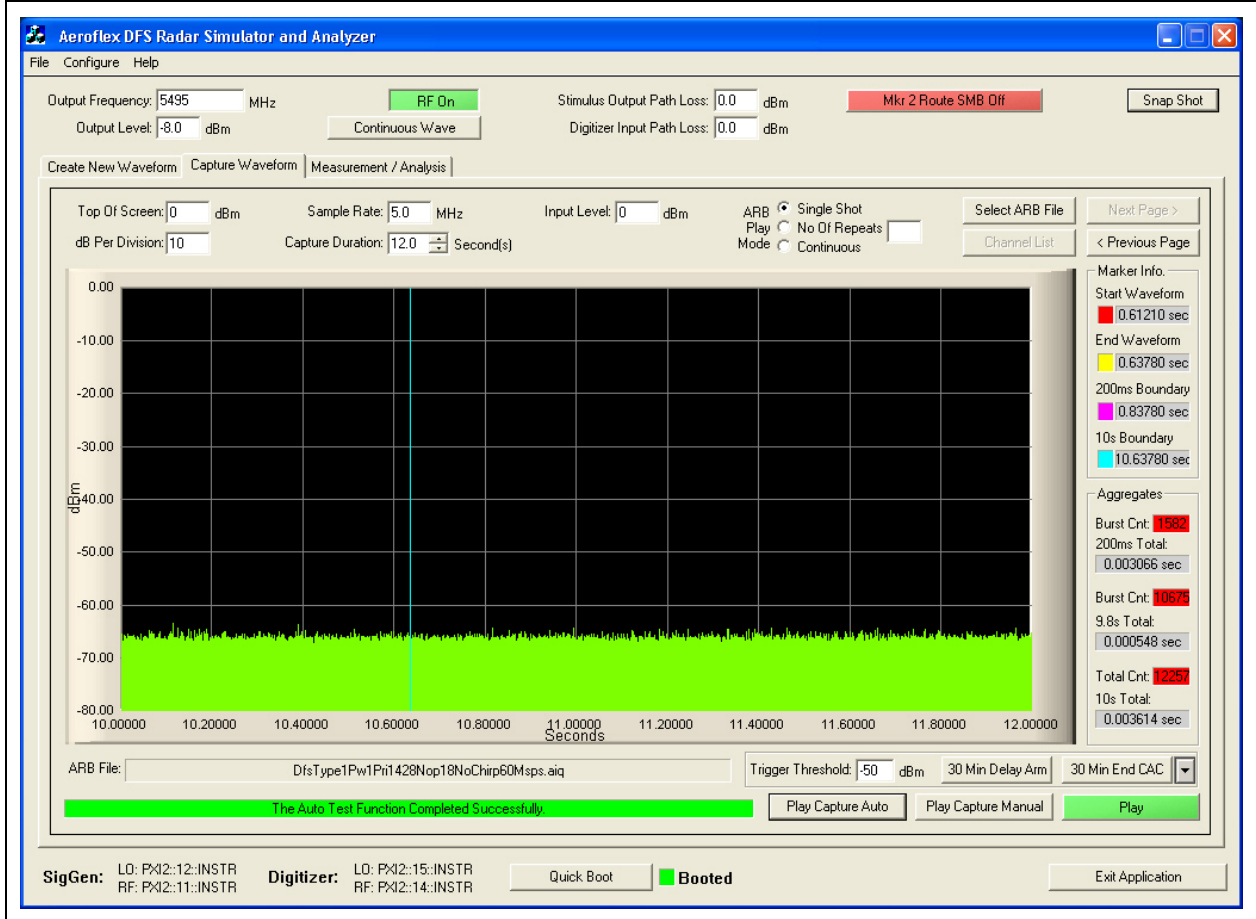 Aeroflex DFS Radar Simulator and Analyzer
File Configure Help
Output Frequency: 5495 MHz RF On Stimulus Output Path Loss: 0.0 dBm Mkr 2 Route SMB Off Snap Shot
Output Level: -8.0 dBm Continuous Wave Digitizer Input Path Loss: 0.0 dBm
Create New Waveform Capture Waveform Measurement / Analysis
Top Of Screen: 0 dBm Sample Rate: 5.0 MHz Input Level: 0 dBm ARB Play Mode Single Shot Select ARB File Next Page >
No Of Repeats
dB Per Division: 10 Capture Duration: 12.0 Second(s) Continuous Channel List < Previous Page
0.00
-10.00
-20.00
-30.00
-40.00
-50.00
-60.00
-70.00
-80.00
dBm
10.00000 10.20000 10.40000 10.60000 10.80000 11.00000 11.20000 11.40000 11.60000 11.80000 12.00000
Seconds
Marker Info.
Start Waveform
0.61210 sec
End Waveform
0.63780 sec
200ms Boundary
0.83780 sec
10s Boundary
10.63780 sec
Aggregates
Burst Cnt: 1582
200ms Total:
0.003066 sec
Burst Cnt: 10675
9.8s Total:
0.000548 sec
Total Cnt: 12257
10s Total:
0.003614 sec
ARB File: DfsType1Pw1Pri1428Nop18NoChirp60Msps.aiq Trigger Threshold: -50 dBm 30 Min Delay Arm 30 Min End CAC
The Auto Test Function Completed Successfully. Play Capture Auto Play Capture Manual Play
SigGen: LO: PXI2::12::INSTR Digitizer: LO: PXI2::15::INSTR Quick Boot Booted Exit Application
RF: PXI2::11::INSTR RF: PXI2::14::INSTR